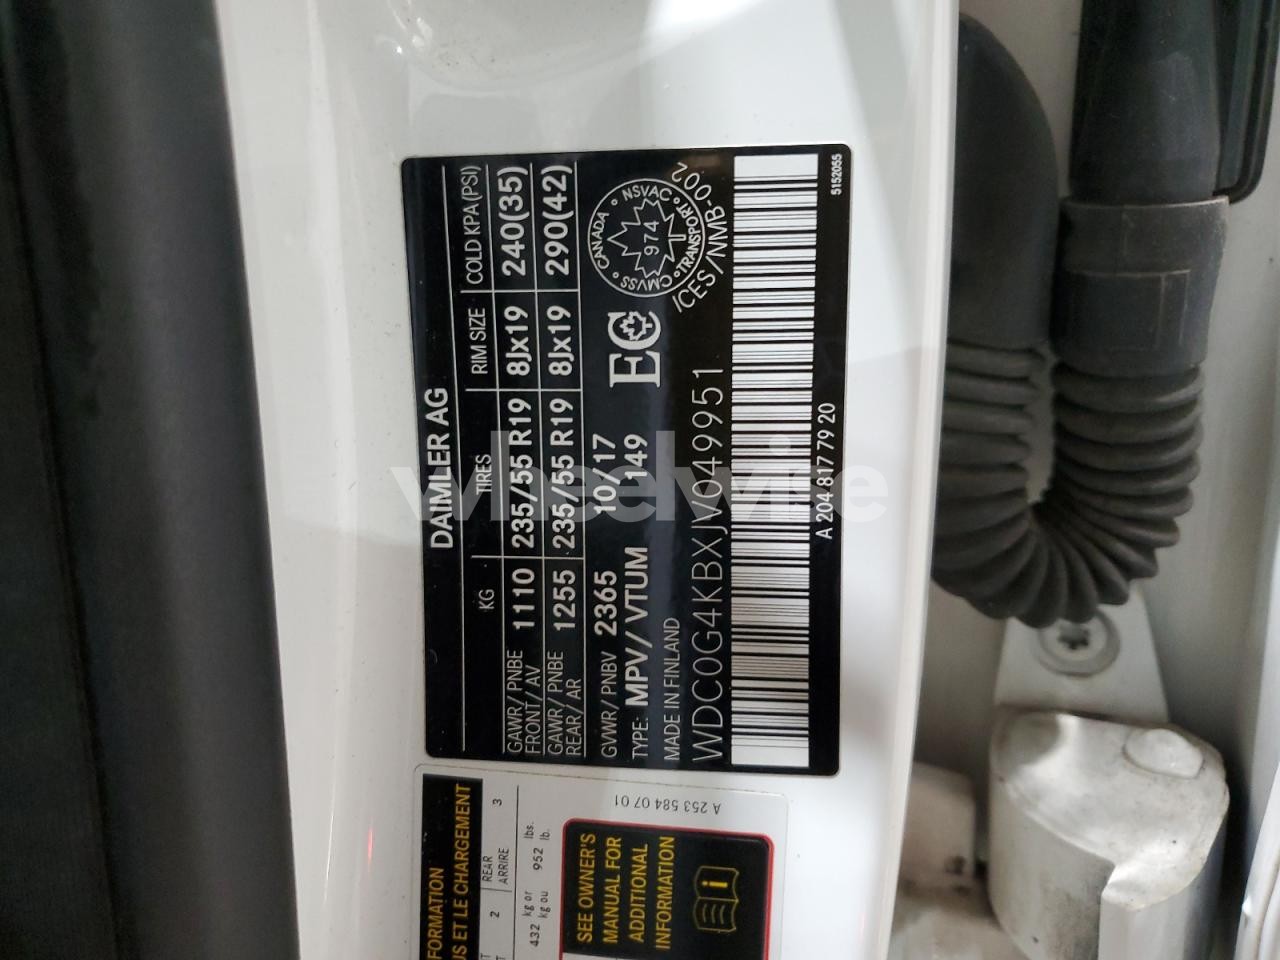 DAIMLER AG
KG TIRES RIM SIZE COLD KPA(PSI)
GAWR/PNBE FRONT/AV 1110 235/55 R19 8Jx19 240(35)
GAWR/PNBE REAR/AR 1255 235/55 R19 8Jx19 290(42)
GVWR/PNBV 2365 10/17
TYPE: MPV/VTUM 149
MADE IN FINLAND
EC
CANADA • NSVAC • TRANSPORT • CMVSS •
974
ICES/NMB-002
WDC0G4KBXJV049951
A 204 817 79 20
5152055
wheelwise
FORMATION
US ET LE CHARGEMENT
2
REAR
ARRIÈRE
3
432 kg or 952 lbs.
kg ou lb.
A 253 584 07 01
SEE OWNER'S
MANUAL FOR
ADDITIONAL
INFORMATION